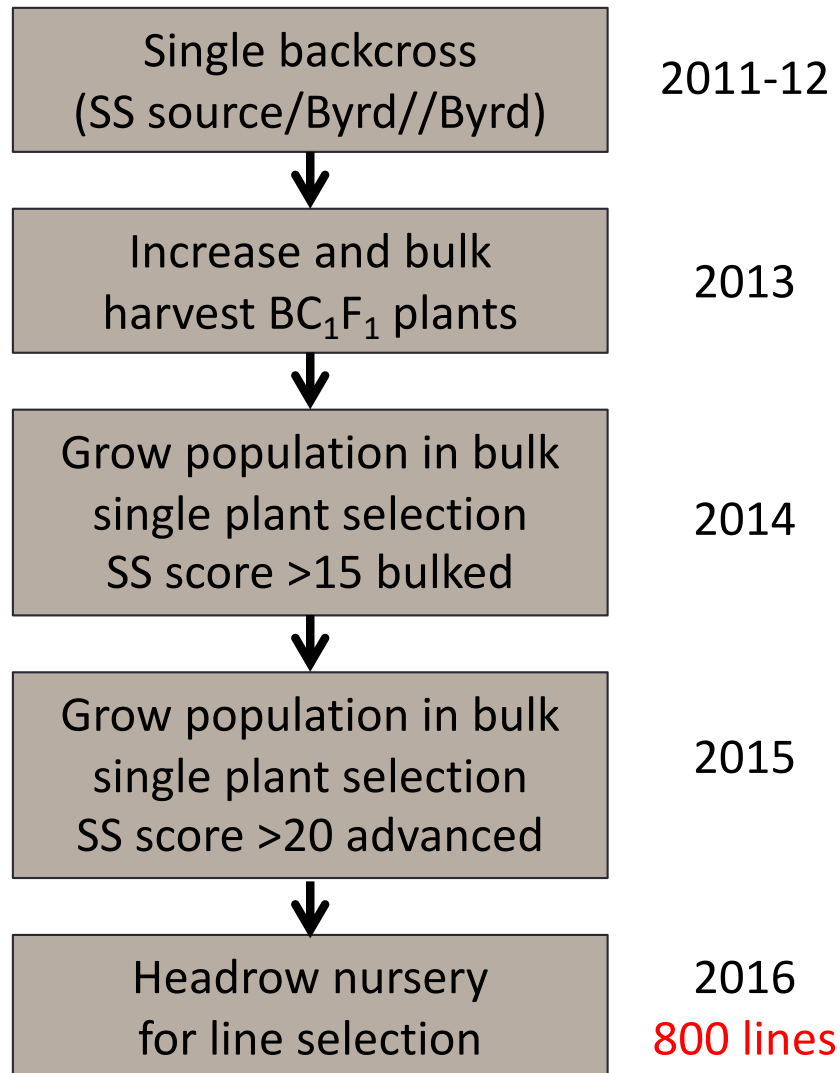 Single backcross
(SS source/Byrd//Byrd)
2011-12
Increase and bulk
harvest BC₁F₁ plants
2013
Grow population in bulk
single plant selection
SS score >15 bulked
2014
Grow population in bulk
single plant selection
SS score >20 advanced
2015
Headrow nursery
for line selection
2016
800 lines